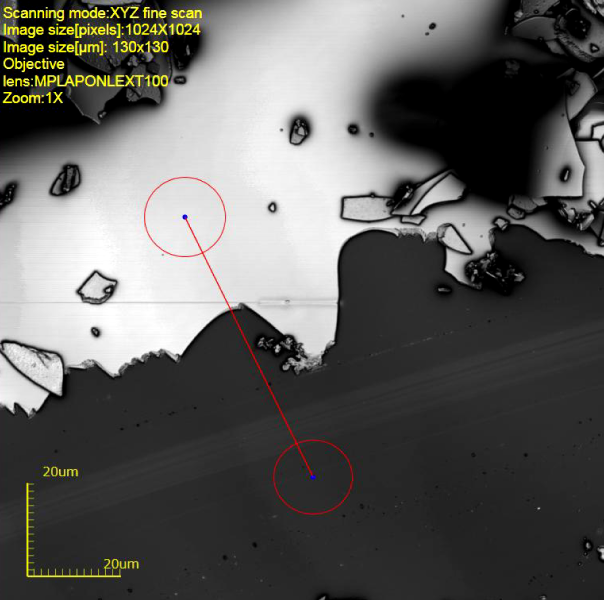 Scanning mode:XYZ fine scan
Image size[pixels]:1024X1024
Image size[µm]: 130x130
Objective
lens:MPLAPONLEXT100
Zoom:1X
20um
20um